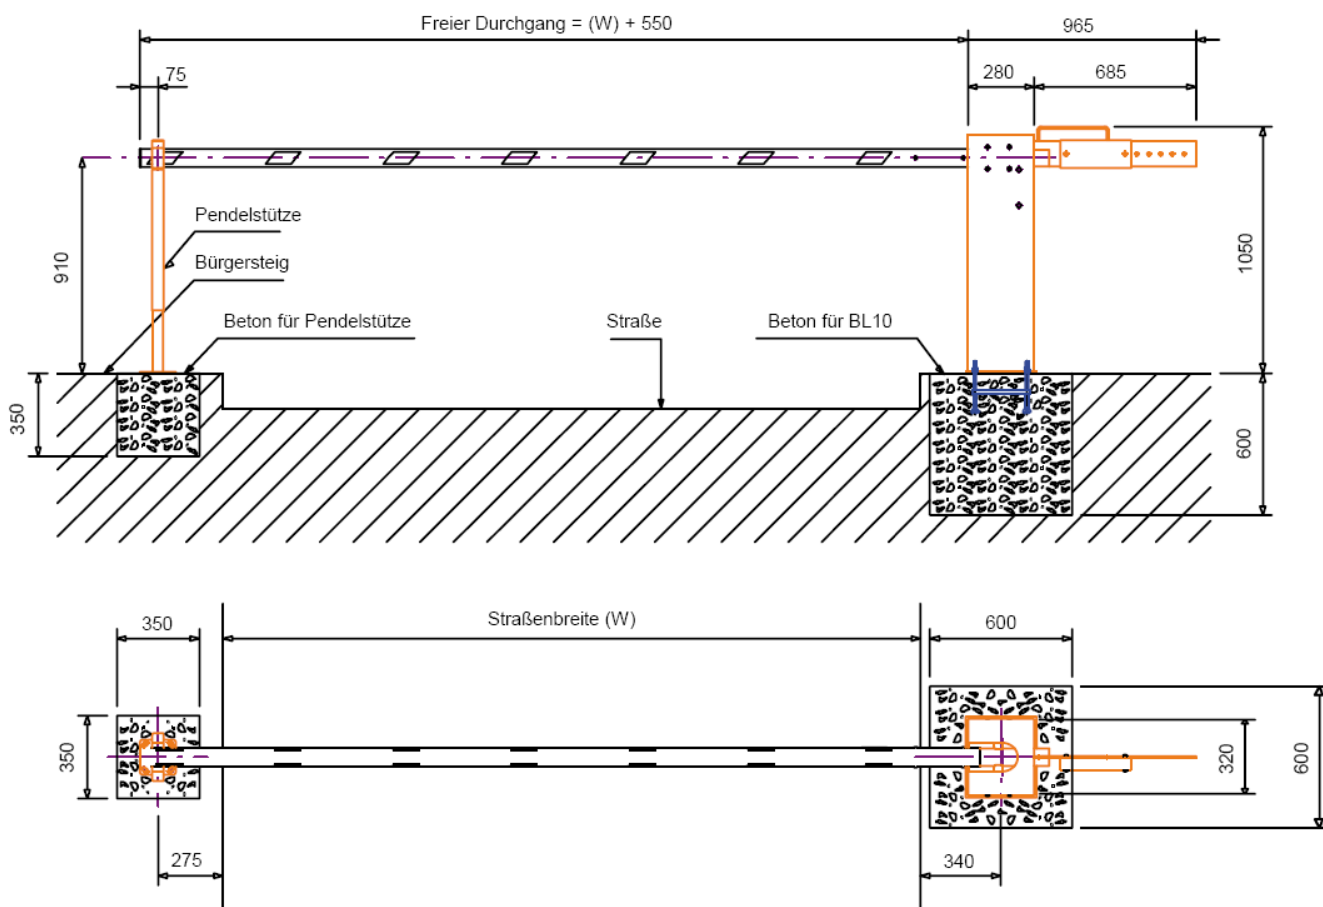 Freier Durchgang = (W) + 550
965
75
280
685
Pendelstütze
910
Bürgersteig
1050
Beton für Pendelstütze
Straße
Beton für BL10
350
600
Straßenbreite (W)
350
600
350
320
600
275
340